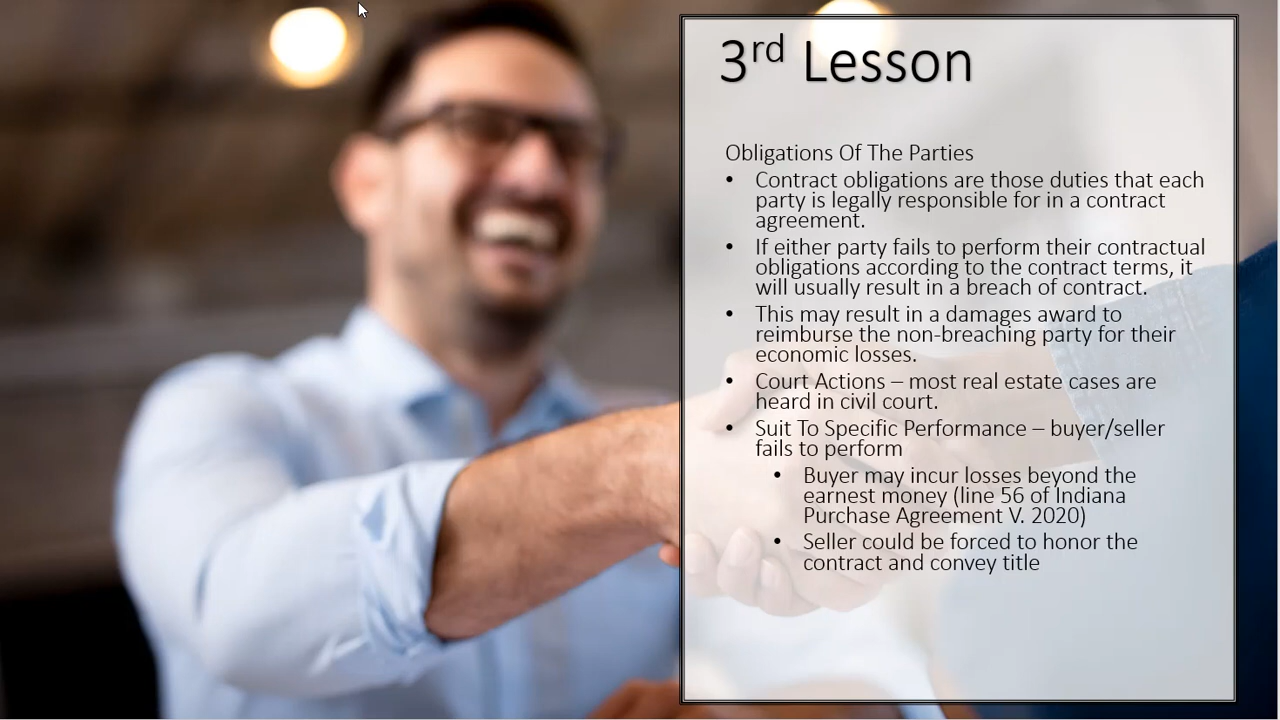 3rd Lesson
Obligations Of The Parties
• Contract obligations are those duties that each
party is legally responsible for in a contract
agreement.
• If either party fails to perform their contractual
obligations according to the contract terms, it
will usually result in a breach of contract.
• This may result in a damages award to
reimburse the non-breaching party for their
economic losses.
• Court Actions – most real estate cases are
heard in civil court.
• Suit To Specific Performance – buyer/seller
fails to perform
• Buyer may incur losses beyond the
earnest money (line 56 of Indiana
Purchase Agreement V. 2020)
• Seller could be forced to honor the
contract and convey title